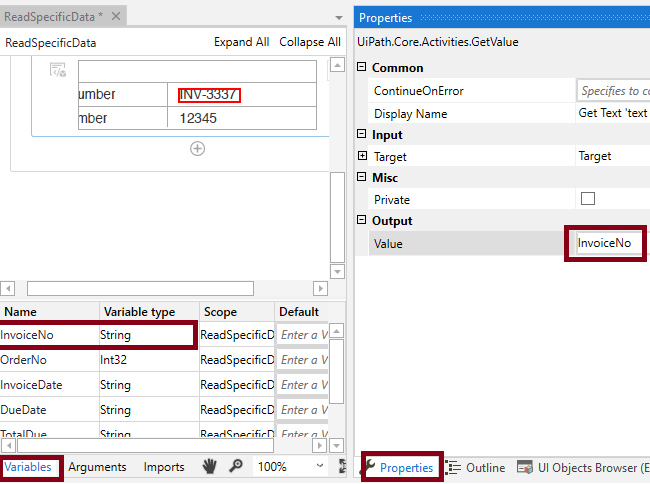 ReadSpecificData *
ReadSpecificData
Expand All Collapse All
umber INV-3337
mber 12345
Name Variable type Scope Default
InvoiceNo String ReadSpecificD Enter a V
OrderNo Int32 ReadSpecificD Enter a V
InvoiceDate String ReadSpecificD Enter a V
DueDate String ReadSpecificD Enter a V
TotalDue String ReadSpecificD Enter a V
Variables Arguments Imports 100%
Properties
UiPath.Core.Activities.GetValue
Common
ContinueOnError Specifies to co
Display Name Get Text 'text
Input
Target Target
Misc
Private
Output
Value InvoiceNo
Properties Outline UI Objects Browser (E